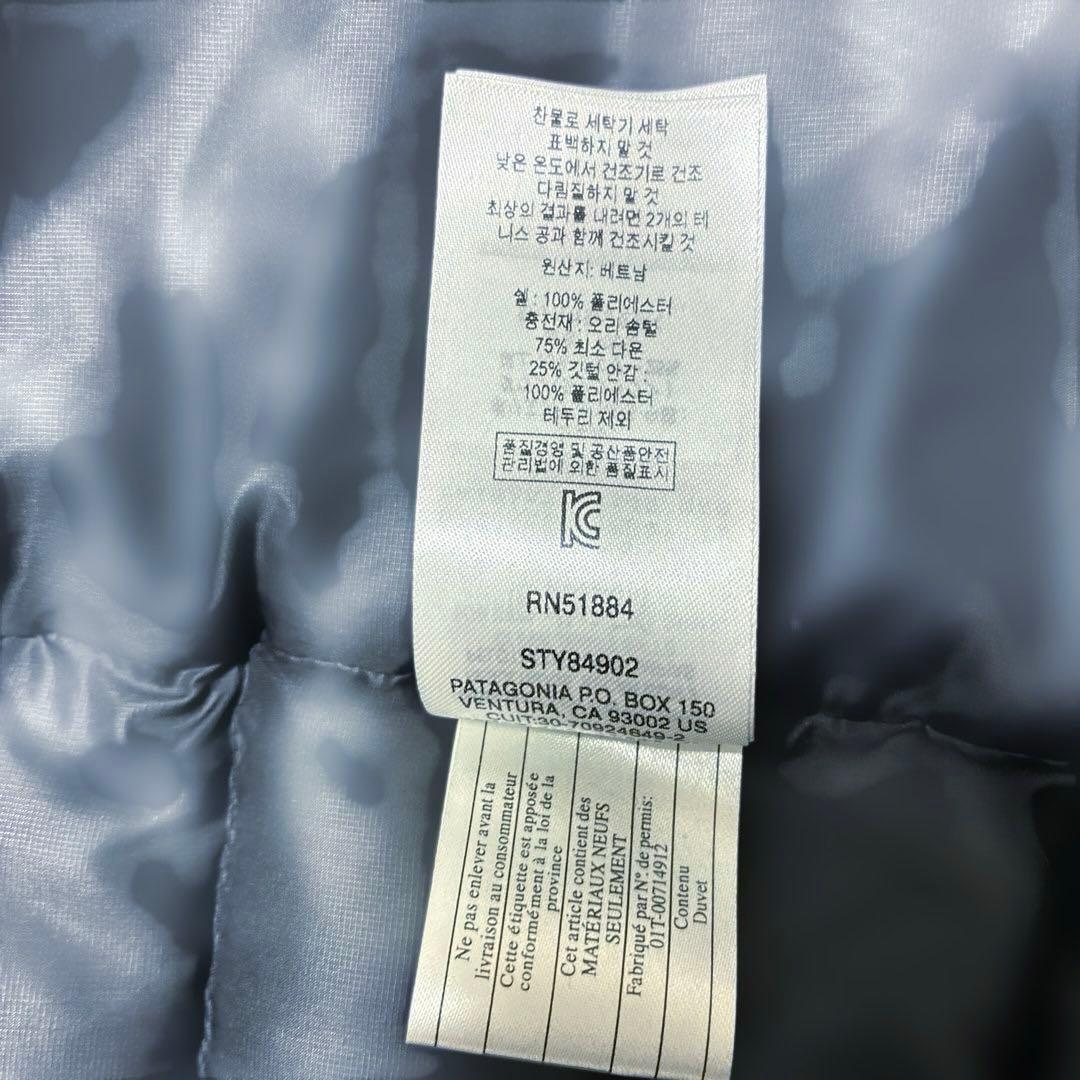 찬물로 세탁기 세탁
표백하지 말 것
낮은 온도에서 건조기로 건조
다림질하지 말 것
최상의 결과를 내려면 2개의 테
니스 공과 함께 건조시킬 것
원산지: 베트남
쉘 : 100% 폴리에스터
충전재 : 오리 솜털
75% 최소 다운
25% 깃털 안감 :
100% 폴리에스터
테두리 제외
품질경영 및 공산품안전
관리법에 의한 품질표시
KC
RN51884
STY84902
PATAGONIA P.O. BOX 150
VENTURA, CA 93002 US
CUIT:30-70924849-2
Ne pas enlever avant la
livraison au consommateur
Cette étiquette est apposée
conformément à la loi de la
province
Cet article contient des
MATÉRIAUX NEUFS
SEULEMENT
Fabriqué par N° de permis:
01T-00714912
Contenu
Duvet